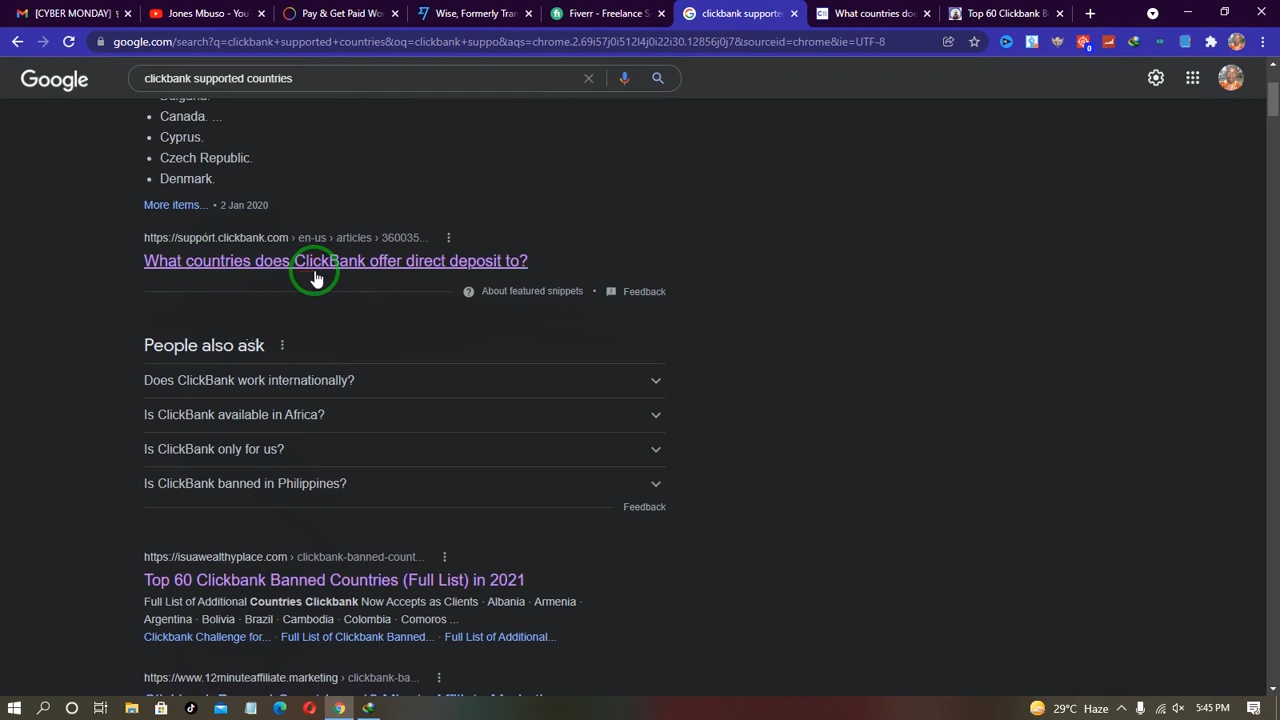 [CYBER MONDAY]
Jones Mbuso - You
Pay & Get Paid Wo
Wise, Formerly Tran
Fiverr - Freelance S
clickbank supporte
What countries doe
Top 60 Clickbank Ba
google.com/search?q=clickbank+supported+countries&oq=clickbank+suppo&aqs=chrome.2.69i57j0i512l4j0i22i30.12856j0j7&sourceid=chrome&ie=UTF-8
Google
clickbank supported countries
Canada. ...
Cyprus.
Czech Republic.
Denmark.
More items... • 2 Jan 2020
https://support.clickbank.com › en-us › articles › 360035...
What countries does ClickBank offer direct deposit to?
About featured snippets • Feedback
People also ask
Does ClickBank work internationally?
Is ClickBank available in Africa?
Is ClickBank only for us?
Is ClickBank banned in Philippines?
Feedback
https://isuawealthyplace.com › clickbank-banned-count...
Top 60 Clickbank Banned Countries (Full List) in 2021
Full List of Additional Countries Clickbank Now Accepts as Clients · Albania · Armenia ·
Argentina · Bolivia · Brazil · Cambodia · Colombia · Comoros ...
Clickbank Challenge for... · Full List of Clickbank Banned... · Full List of Additional...
https://www.12minuteaffiliate.marketing › clickbank-ba...
29°C Haze
5:45 PM